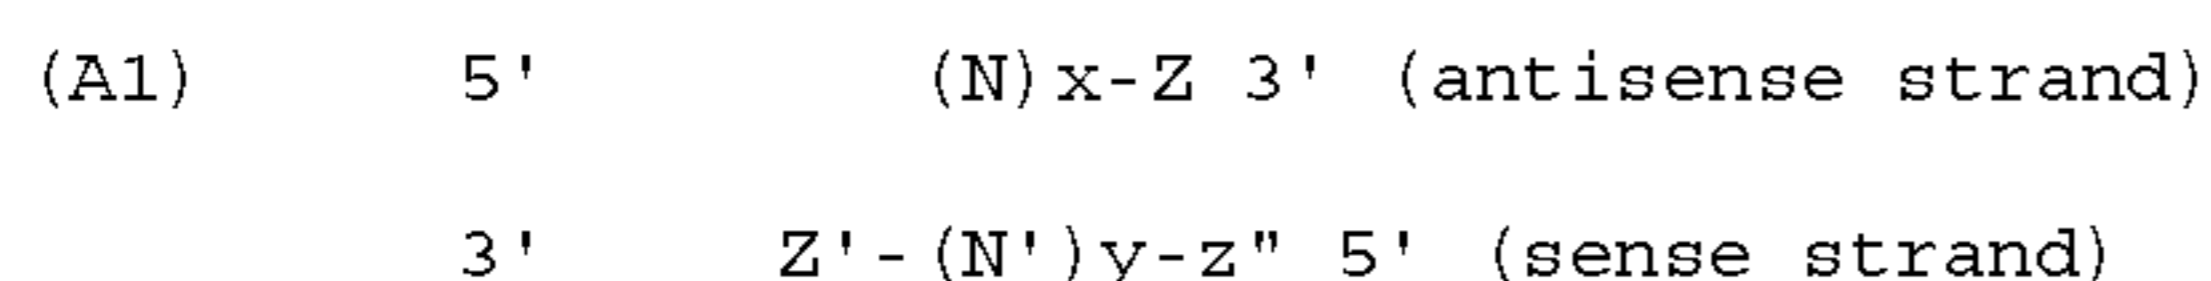 (A1) 5' (N)x-Z 3' (antisense strand)
3' Z'-(N')y-z" 5' (sense strand)